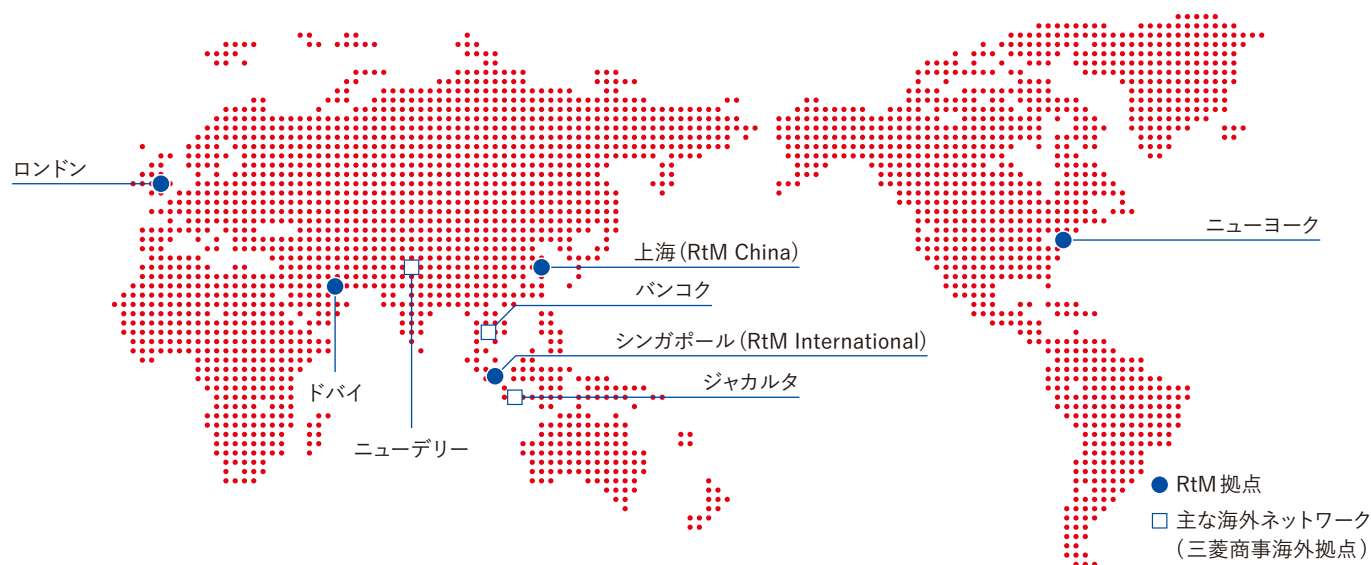 ロンドン
ニューヨーク
上海(RtM China)
バンコク
シンガポール(RtM International)
ジャカルタ
ドバイ
ニューデリー
RtM拠点
主な海外ネットワーク
(三菱商事海外拠点)